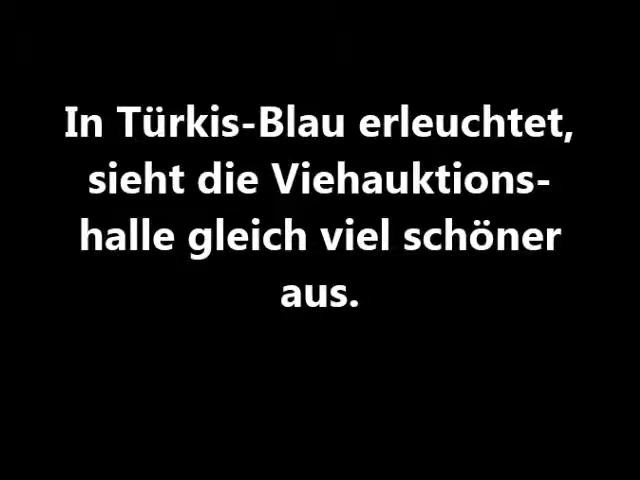 In Türkis-Blau erleuchtet,
sieht die Viehauktions-
halle gleich viel schöner
aus.